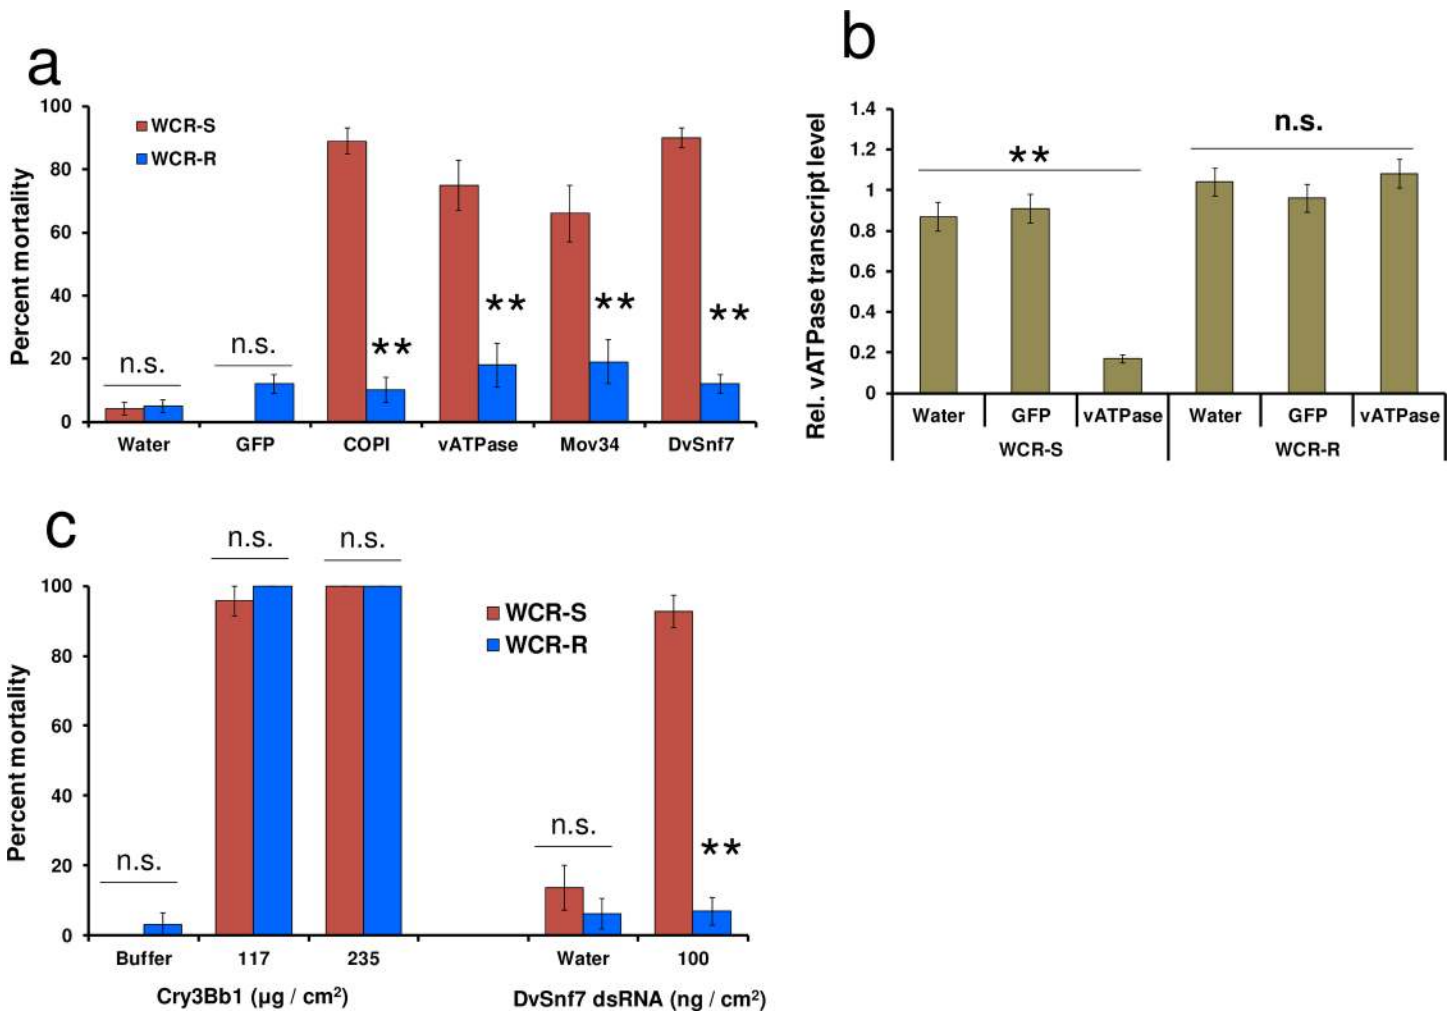 a
100
80
60
40
20
0
Percent mortality
WCR-S
WCR-R
n.s.
n.s.
**
**
**
**
Water GFP COPI vATPase Mov34 DvSnf7
b
1.4
1.2
1
0.8
0.6
0.4
0.2
0
Rel. vATPase transcript level
**
n.s.
Water GFP vATPase Water GFP vATPase
WCR-S WCR-R
c
100
80
60
40
20
0
Percent mortality
n.s.
n.s.
n.s.
WCR-S
WCR-R
n.s.
**
Buffer 117 235 Water 100
Cry3Bb1 (µg / cm²) DvSnf7 dsRNA (ng / cm²)